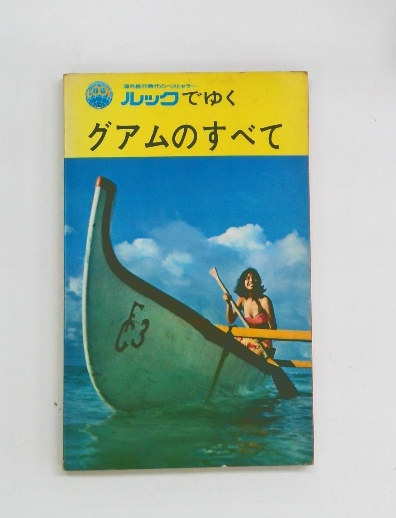 海外旅行時代のベストセラー
ルックでゆく
グアムのすべて